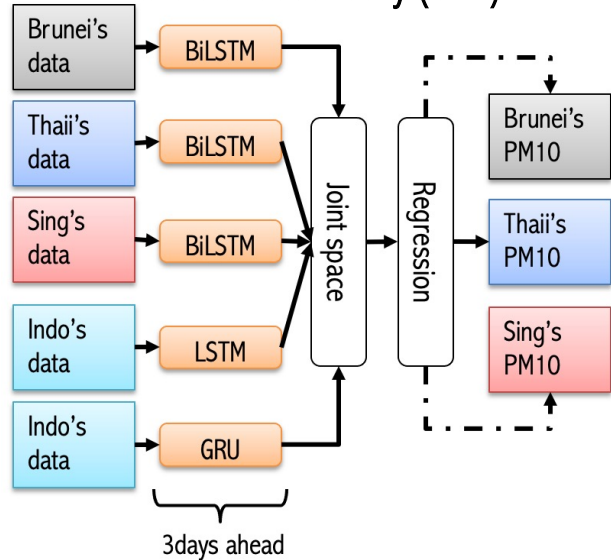 Brunei's
data
BiLSTM
Thaii's
data
BiLSTM
Sing's
data
BiLSTM
Indo's
data
LSTM
Indo's
data
GRU
3days ahead
Joint space
Regression
Brunei's
PM10
Thaii's
PM10
Sing's
PM10